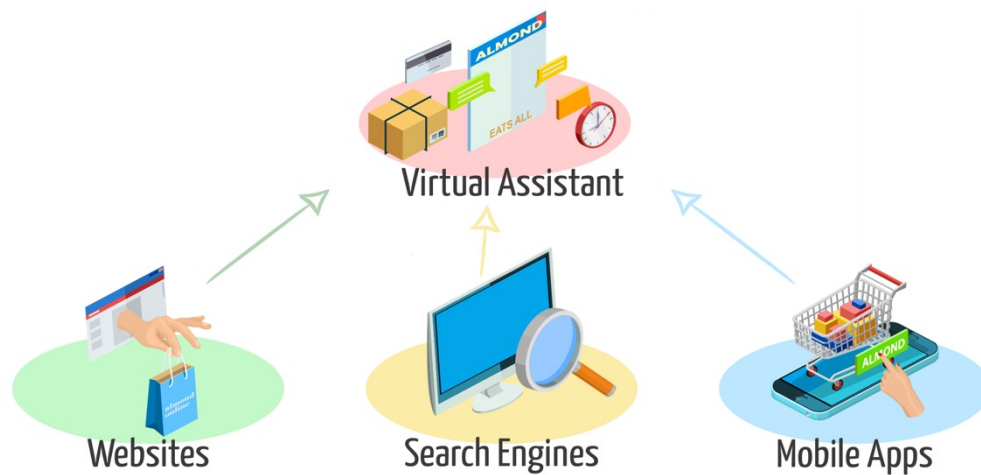 ALMOND
EATS ALL
Virtual Assistant
almond
online
ALMOND
Websites
Search Engines
Mobile Apps